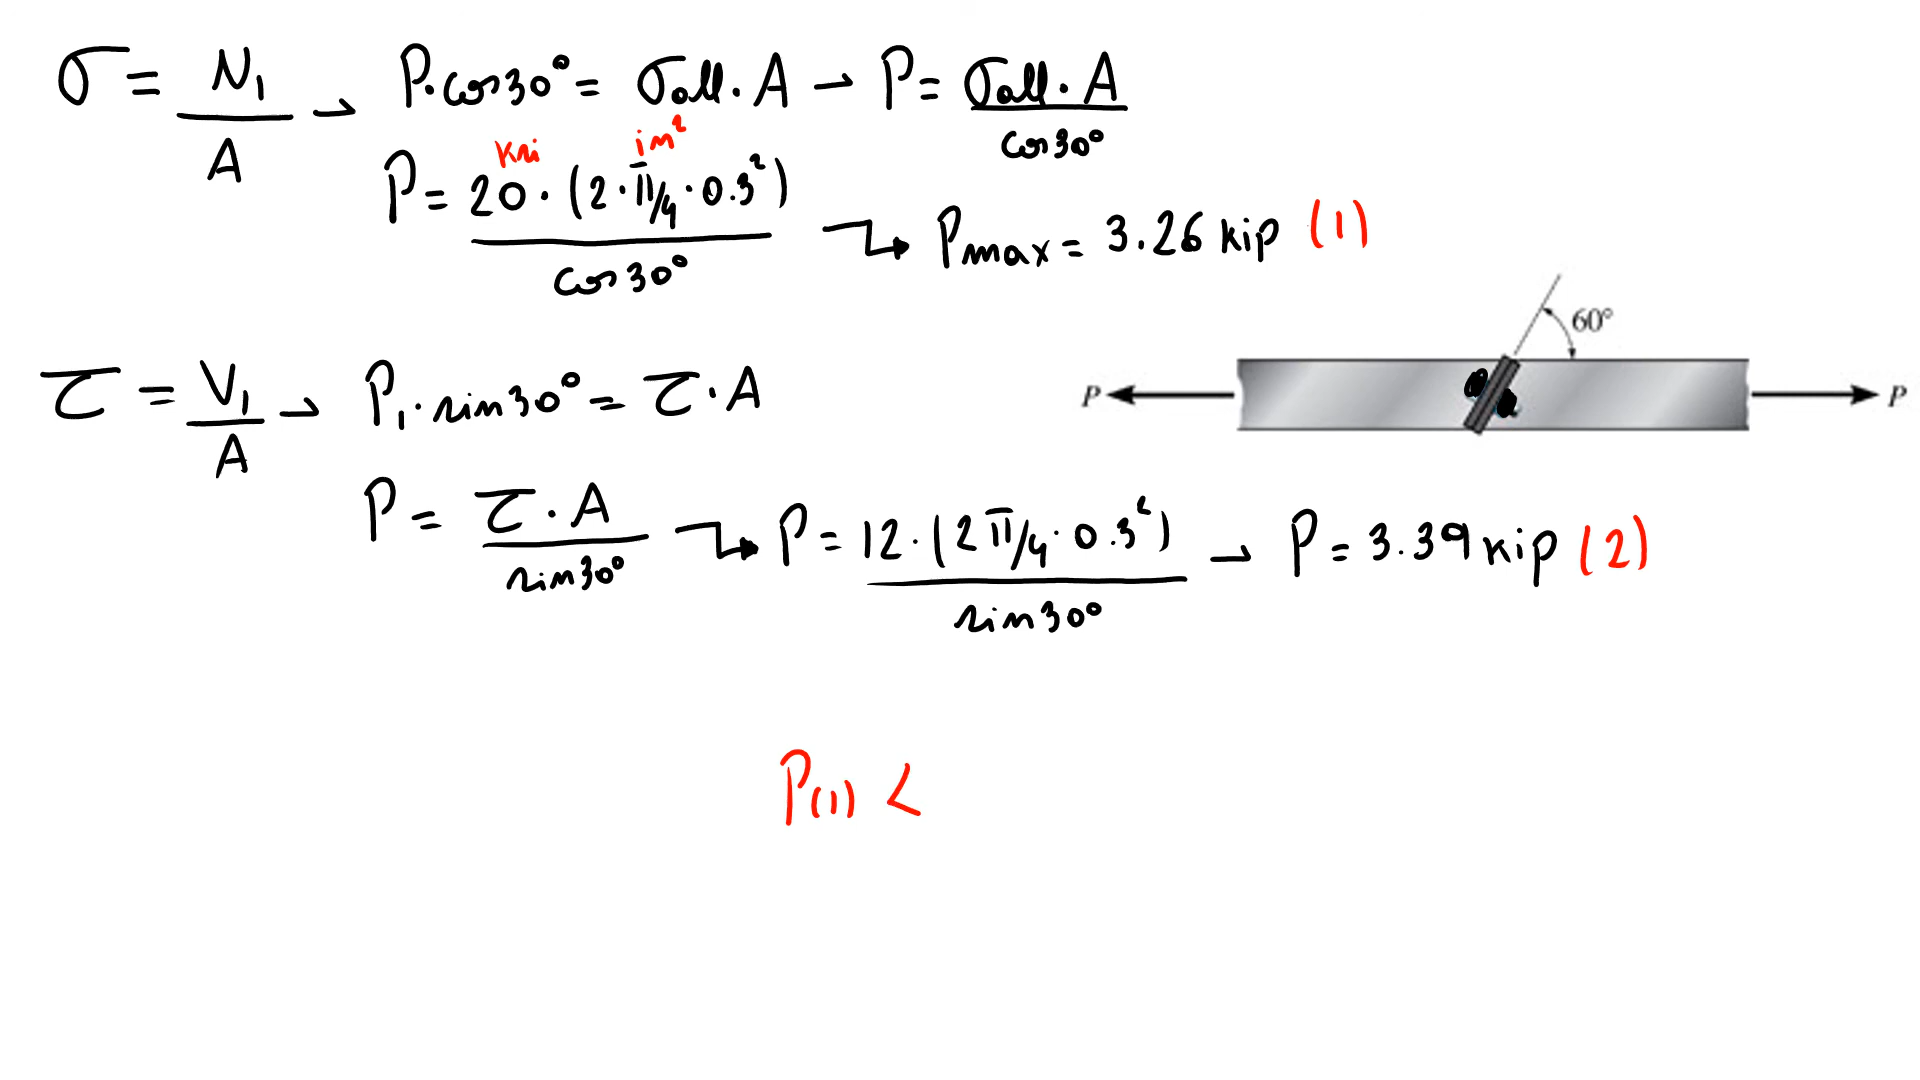 σ = N₁/A → P·cos30° = σall·A → P = σall·A/cos30°
P = 20 ksi·(2·π/4·0.3²) in²/cos30° ↪ Pmax = 3.26 kip (1)
60°
P P
τ = V₁/A → P₁·sin30° = τ·A
P = τ·A/sin30° ↪ P = 12·(2π/4·0.3²)/sin30° → P = 3.39 kip (2)
P(1) <